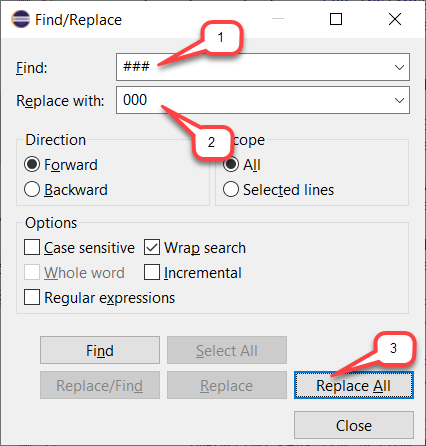 Find/Replace
1
Find: ###
Replace with: 000
2
Direction
cope
Forward
All
Backward
Selected lines
Options
Case sensitive
Wrap search
Whole word
Incremental
Regular expressions
3
Find
Select All
Replace/Find
Replace
Replace All
Close